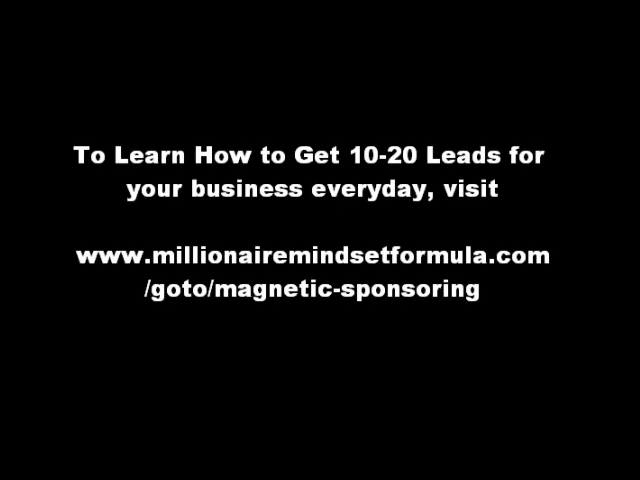 To Learn How to Get 10-20 Leads for
your business everyday, visit
www.millionairemindsetformula.com
/goto/magnetic-sponsoring